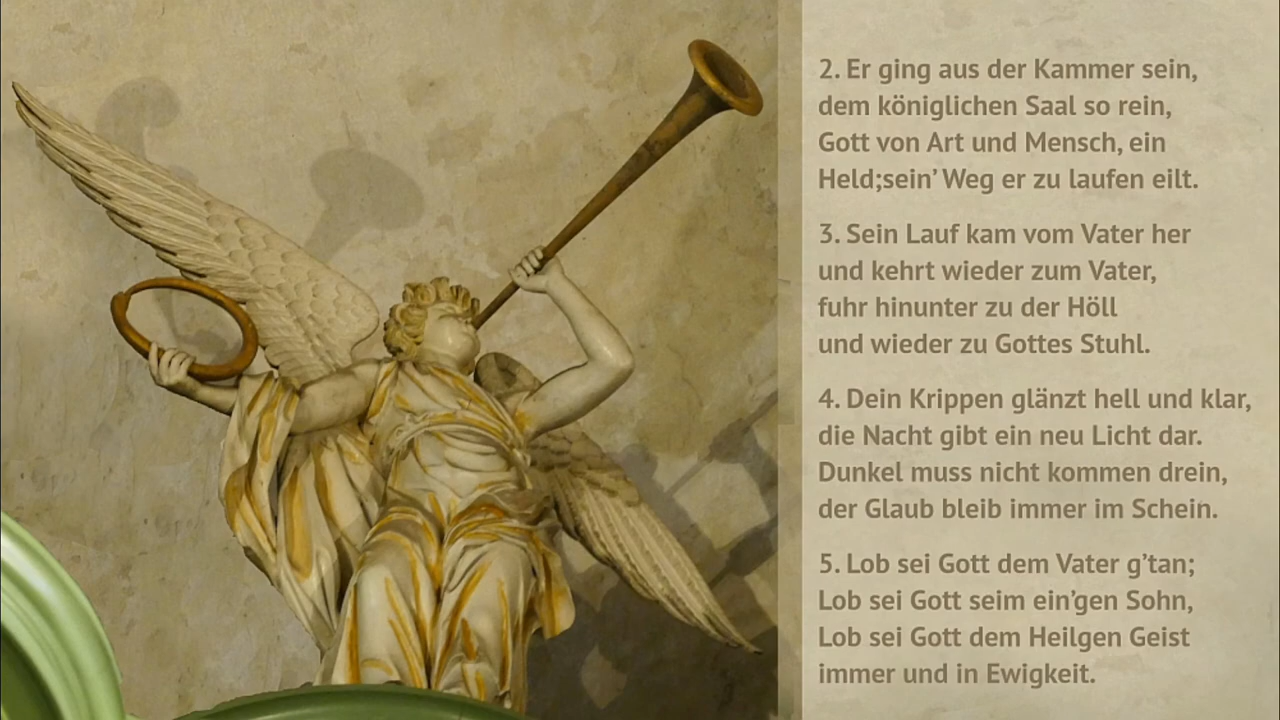 2. Er ging aus der Kammer sein,
dem königlichen Saal so rein,
Gott von Art und Mensch, ein
Held;sein’ Weg er zu laufen eilt.
3. Sein Lauf kam vom Vater her
und kehrt wieder zum Vater,
fuhr hinunter zu der Höll
und wieder zu Gottes Stuhl.
4. Dein Krippen glänzt hell und klar,
die Nacht gibt ein neu Licht dar.
Dunkel muss nicht kommen drein,
der Glaub bleib immer im Schein.
5. Lob sei Gott dem Vater g’tan;
Lob sei Gott seim ein’gen Sohn,
Lob sei Gott dem Heilgen Geist
immer und in Ewigkeit.